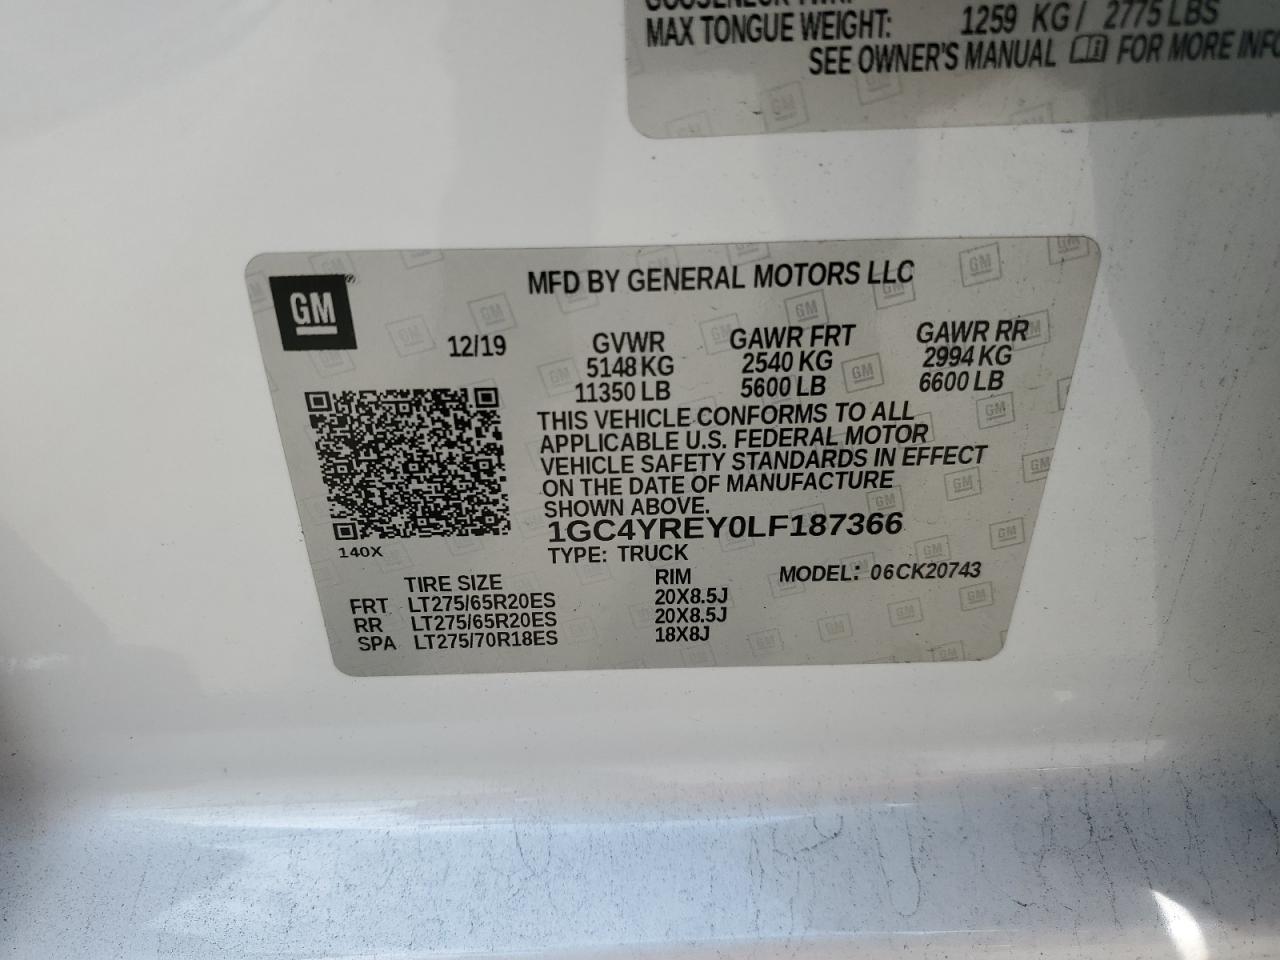 MAX TONGUE WEIGHT: 1259 KG / 2775 LBS
SEE OWNER'S MANUAL FOR MORE INFO
GM
MFD BY GENERAL MOTORS LLC
12/19 GVWR GAWR FRT GAWR RR
5148 KG 2540 KG 2994 KG
11350 LB 5600 LB 6600 LB
THIS VEHICLE CONFORMS TO ALL
APPLICABLE U.S. FEDERAL MOTOR
VEHICLE SAFETY STANDARDS IN EFFECT
ON THE DATE OF MANUFACTURE
SHOWN ABOVE.
1GC4YREY0LF187366
140X
TYPE: TRUCK
MODEL: 06CK20743
TIRE SIZE RIM
FRT LT275/65R20ES 20X8.5J
RR LT275/65R20ES 20X8.5J
SPA LT275/70R18ES 18X8J